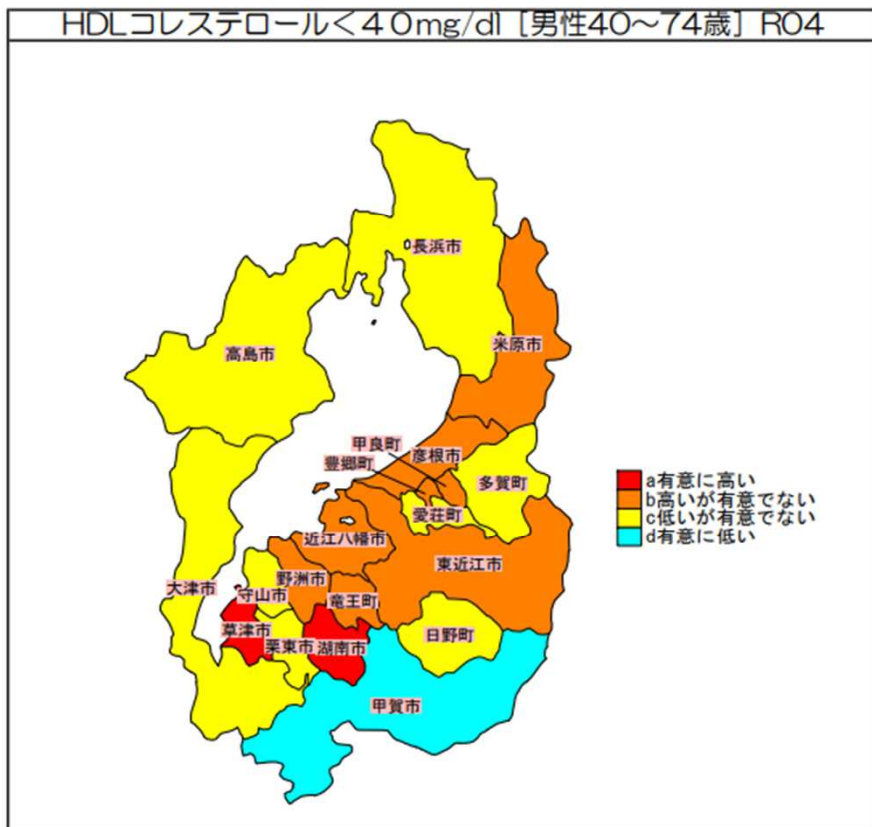 HDLコレステロール＜４０mg/dl［男性40～74歳］R04
長浜市
米原市
高島市
甲良町
彦根市
豊郷町
多賀町
愛荘町
近江八幡市
東近江市
野洲市
大津市
守山市
竜王町
草津市
日野町
栗東市
湖南市
甲賀市
a有意に高い
b高いが有意でない
c低いが有意でない
d有意に低い